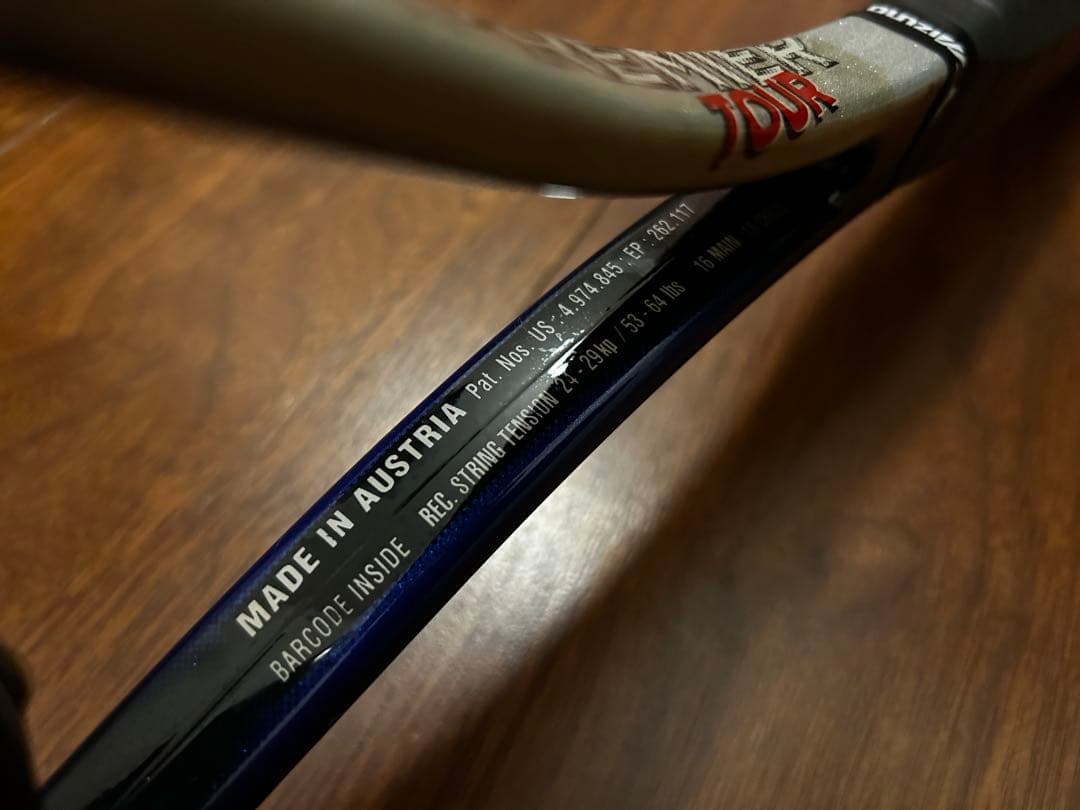 TOUR
MADE IN AUSTRIA Pat. Nos. US : 4.974.845 ; EP : 262.117
BARCODE INSIDE REC. STRING TENSION 24 - 29 kp / 53 - 64 lbs 16 MAIN